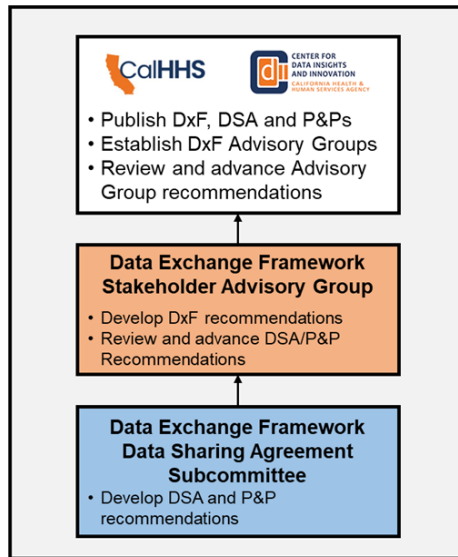 CalHHS
CDII
CENTER FOR
DATA INSIGHTS
AND INNOVATION
CALIFORNIA HEALTH &
HUMAN SERVICES AGENCY
• Publish DxF, DSA and P&Ps
• Establish DxF Advisory Groups
• Review and advance Advisory
Group recommendations
Data Exchange Framework
Stakeholder Advisory Group
• Develop DxF recommendations
• Review and advance DSA/P&P
Recommendations
Data Exchange Framework
Data Sharing Agreement
Subcommittee
• Develop DSA and P&P
recommendations